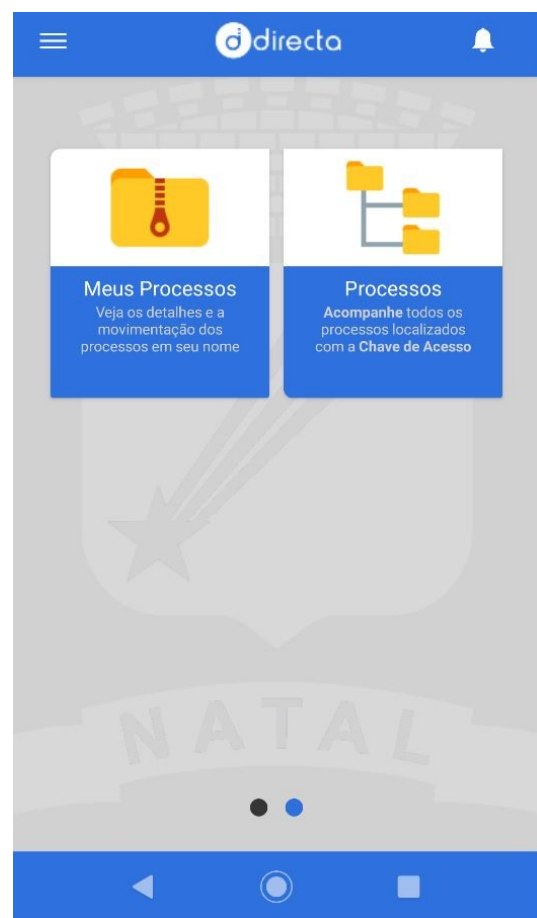 directa
Meus Processos
Veja os detalhes e a
movimentação dos
processos em seu nome
Processos
Acompanhe todos os
processos localizados
com a Chave de Acesso
NATAL